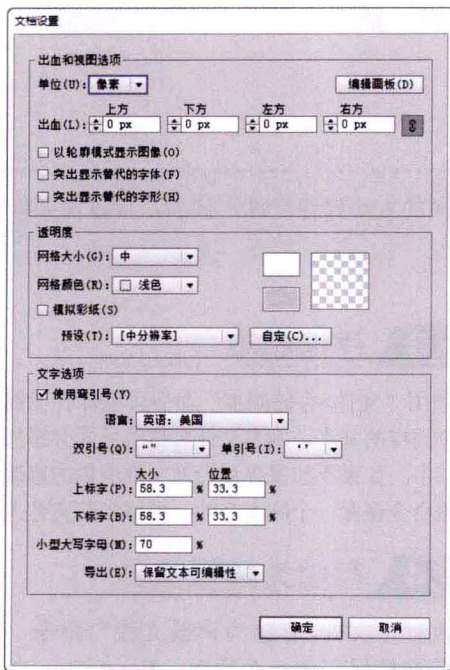 文档设置
出血和视图选项
单位(U): 像素 编辑画板(D)
上方 下方 左方 右方
出血(L): 0 px 0 px 0 px 0 px
以轮廓模式显示图像(O)
突出显示替代的字体(F)
突出显示替代的字形(H)
透明度
网格大小(G): 中
网格颜色(R): 浅色
模拟彩纸(S)
预设(T): [中分辨率] 自定(C)...
文字选项
使用弯引号(Y)
语言: 英语: 美国
双引号(Q): “” 单引号(I): ‘’
大小 位置
上标字(P): 58.3 % 33.3 %
下标字(B): 58.3 % 33.3 %
小型大写字母(M): 70 %
导出(E): 保留文本可编辑性
确定 取消